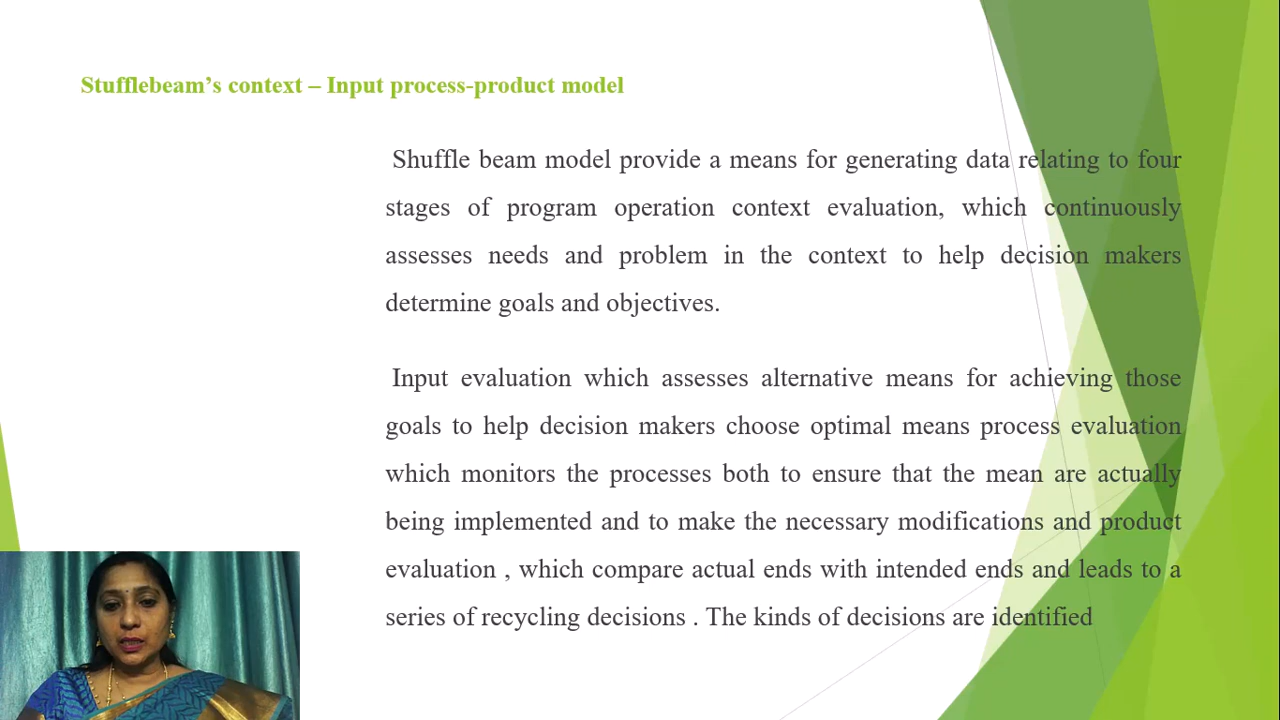 Stufflebeam’s context – Input process-product model
Shuffle beam model provide a means for generating data relating to four
stages of program operation context evaluation, which continuously
assesses needs and problem in the context to help decision makers
determine goals and objectives.
Input evaluation which assesses alternative means for achieving those
goals to help decision makers choose optimal means process evaluation
which monitors the processes both to ensure that the mean are actually
being implemented and to make the necessary modifications and product
evaluation , which compare actual ends with intended ends and leads to a
series of recycling decisions . The kinds of decisions are identified